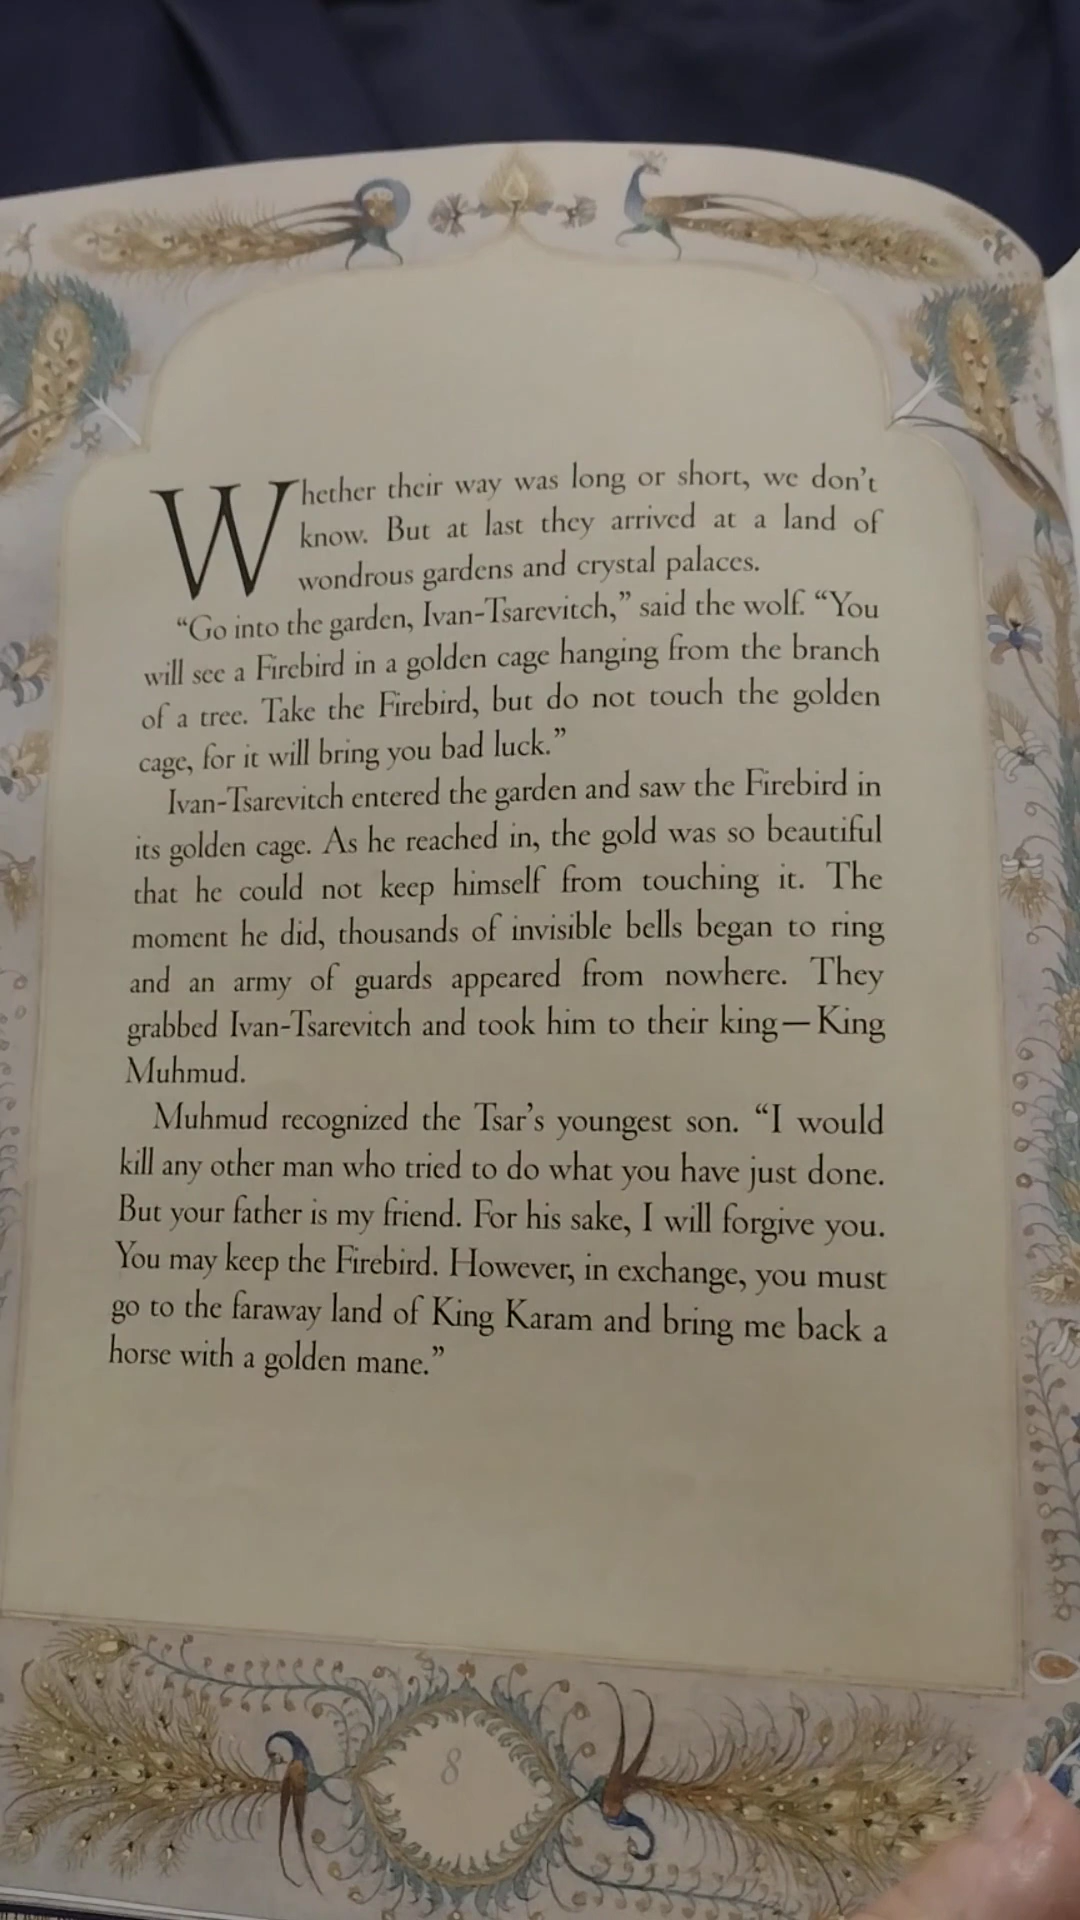 Whether their way was long or short, we don't
know. But at last they arrived at a land of
wondrous gardens and crystal palaces.
“Go into the garden, Ivan-Tsarevitch,” said the wolf. “You
will see a Firebird in a golden cage hanging from the branch
of a tree. Take the Firebird, but do not touch the golden
cage, for it will bring you bad luck.”
Ivan-Tsarevitch entered the garden and saw the Firebird in
its golden cage. As he reached in, the gold was so beautiful
that he could not keep himself from touching it. The
moment he did, thousands of invisible bells began to ring
and an army of guards appeared from nowhere. They
grabbed Ivan-Tsarevitch and took him to their king—King
Muhmud.
Muhmud recognized the Tsar’s youngest son. “I would
kill any other man who tried to do what you have just done.
But your father is my friend. For his sake, I will forgive you.
You may keep the Firebird. However, in exchange, you must
go to the faraway land of King Karam and bring me back a
horse with a golden mane.”
8